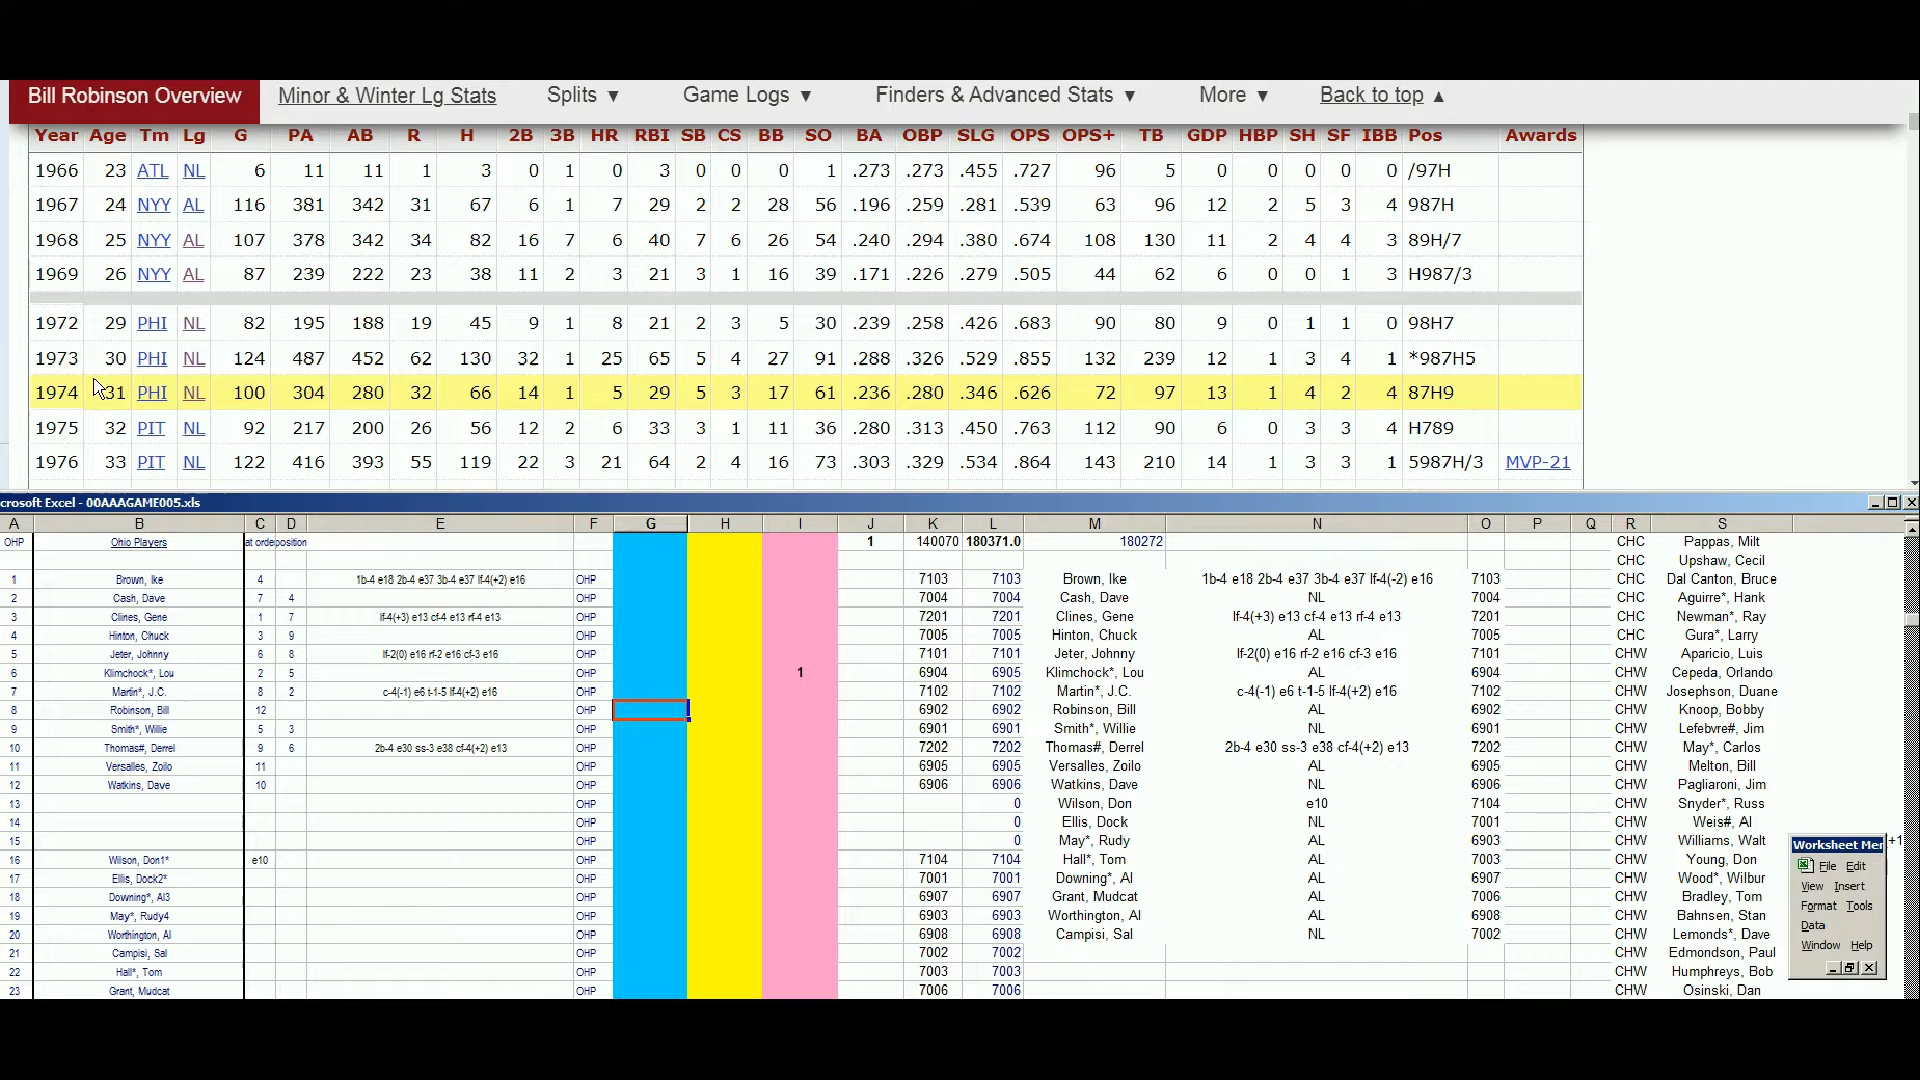 Bill Robinson Overview Minor & Winter Lg Stats Splits ▼ Game Logs ▼ Finders & Advanced Stats ▼ More ▼ Back to top ▲
Year Age Tm Lg G PA AB R H 2B 3B HR RBI SB CS BB SO BA OBP SLG OPS OPS+ TB GDP HBP SH SF IBB Pos Awards
1966 23 ATL NL 6 11 11 1 3 0 1 0 3 0 0 0 1 .273 .273 .455 .727 96 5 0 0 0 0 0 /97H
1967 24 NYY AL 116 381 342 31 67 6 1 7 29 2 2 28 56 .196 .259 .281 .539 63 96 12 2 5 3 4 987H
1968 25 NYY AL 107 378 342 34 82 16 7 6 40 7 6 26 54 .240 .294 .380 .674 108 130 11 2 4 4 3 89H/7
1969 26 NYY AL 87 239 222 23 38 11 2 3 21 3 1 16 39 .171 .226 .279 .505 44 62 6 0 0 1 3 H987/3
1972 29 PHI NL 82 195 188 19 45 9 1 8 21 2 3 5 30 .239 .258 .426 .683 90 80 9 0 1 1 0 98H7
1973 30 PHI NL 124 487 452 62 130 32 1 25 65 5 4 27 91 .288 .326 .529 .855 132 239 12 1 3 4 1 *987H5
1974 31 PHI NL 100 304 280 32 66 14 1 5 29 5 3 17 61 .236 .280 .346 .626 72 97 13 1 4 2 4 87H9
1975 32 PIT NL 92 217 200 26 56 12 2 6 33 3 1 11 36 .280 .313 .450 .763 112 90 6 0 3 3 4 H789
1976 33 PIT NL 122 416 393 55 119 22 3 21 64 2 4 16 73 .303 .329 .534 .864 143 210 14 1 3 3 1 5987H/3 MVP-21
crosoft Excel - 00AAAGAME005.xls
A B C D E F G H I J K L M N O P Q R S
OHP Ohio Players at orde position 1 140070 180371.0 180272 CHC Pappas, Milt
CHC Upshaw, Cecil
1 Brown, Ike 4 1b-4 e18 2b-4 e37 3b-4 e37 lf-4(+2) e16 OHP 7103 7103 Brown, Ike 1b-4 e18 2b-4 e37 3b-4 e37 lf-4(-2) e16 7103 CHC Dal Canton, Bruce
2 Cash, Dave 7 4 OHP 7004 7004 Cash, Dave NL 7004 CHC Aguirre*, Hank
3 Clines, Gene 1 7 lf-4(+3) e13 cf-4 e13 rf-4 e13 OHP 7201 7201 Clines, Gene lf-4(+3) e13 cf-4 e13 rf-4 e13 7201 CHC Newman*, Ray
4 Hinton, Chuck 3 9 OHP 7005 7005 Hinton, Chuck AL 7005 CHC Gura*, Larry
5 Jeter, Johnny 6 8 lf-2(0) e16 rf-2 e16 cf-3 e16 OHP 7101 7101 Jeter, Johnny lf-2(0) e16 rf-2 e16 cf-3 e16 7101 CHW Aparicio, Luis
6 Klimchock*, Lou 2 5 OHP 1 6904 6905 Klimchock*, Lou AL 6904 CHW Cepeda, Orlando
7 Martin*, J.C. 8 2 c-4(-1) e6 t-1-5 lf-4(+2) e16 OHP 7102 7102 Martin*, J.C. c-4(-1) e6 t-1-5 lf-4(+2) e16 7102 CHW Josephson, Duane
8 Robinson, Bill 12 OHP 6902 6902 Robinson, Bill AL 6902 CHW Knoop, Bobby
9 Smith*, Willie 5 3 OHP 6901 6901 Smith*, Willie NL 6901 CHW Lefebvre#, Jim
10 Thomas#, Derrel 9 6 2b-4 e30 ss-3 e38 cf-4(+2) e13 OHP 7202 7202 Thomas#, Derrel 2b-4 e30 ss-3 e38 cf-4(+2) e13 7202 CHW May*, Carlos
11 Versalles, Zoilo 11 OHP 6905 6905 Versalles, Zoilo AL 6905 CHW Melton, Bill
12 Watkins, Dave 10 OHP 6906 6906 Watkins, Dave NL 6906 CHW Pagliaroni, Jim
13 OHP 0 Wilson, Don e10 7104 CHW Snyder*, Russ
14 OHP 0 Ellis, Dock NL 7001 CHW Weis#, Al
15 OHP 0 May*, Rudy AL 6903 CHW Williams, Walt +1
16 Wilson, Don1* e10 OHP 7104 7104 Hall*, Tom AL 7003 CHW Young, Don
17 Ellis, Dock2* OHP 7001 7001 Downing*, Al AL 6907 CHW Wood*, Wilbur
18 Downing*, Al3 OHP 6907 6907 Grant, Mudcat AL 7006 CHW Bradley, Tom
19 May*, Rudy4 OHP 6903 6903 Worthington, Al AL 6908 CHW Bahnsen, Stan
20 Worthington, Al OHP 6908 6908 Campisi, Sal NL 7002 CHW Lemonds*, Dave
21 Campisi, Sal OHP 7002 7002 CHW Edmondson, Paul
22 Hall*, Tom OHP 7003 7003 CHW Humphreys, Bob
23 Grant, Mudcat OHP 7006 7006 CHW Osinski, Dan
Worksheet Mer
File Edit
View Insert
Format Tools
Data
Window Help